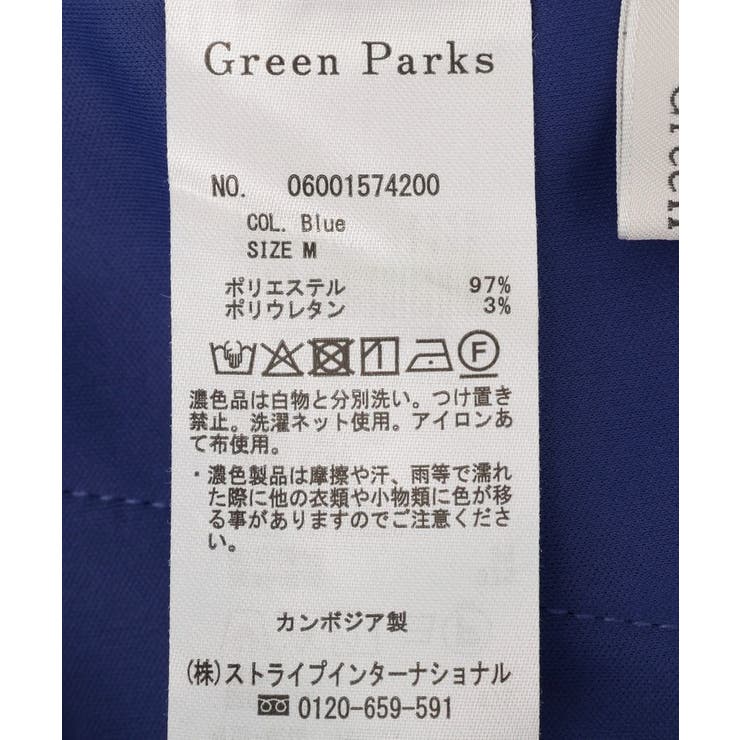 Green Parks
NO. 06001574200
COL. Blue
SIZE M
ポリエステル 97%
ポリウレタン 3%
F
濃色品は白物と分別洗い。つけ置き
禁止。洗濯ネット使用。アイロンあ
て布使用。
・濃色製品は摩擦や汗、雨等で濡れ
た際に他の衣類や小物類に色が移
る事がありますのでご注意くださ
い。
カンボジア製
(株)ストライプインターナショナル
0120-659-591
Green